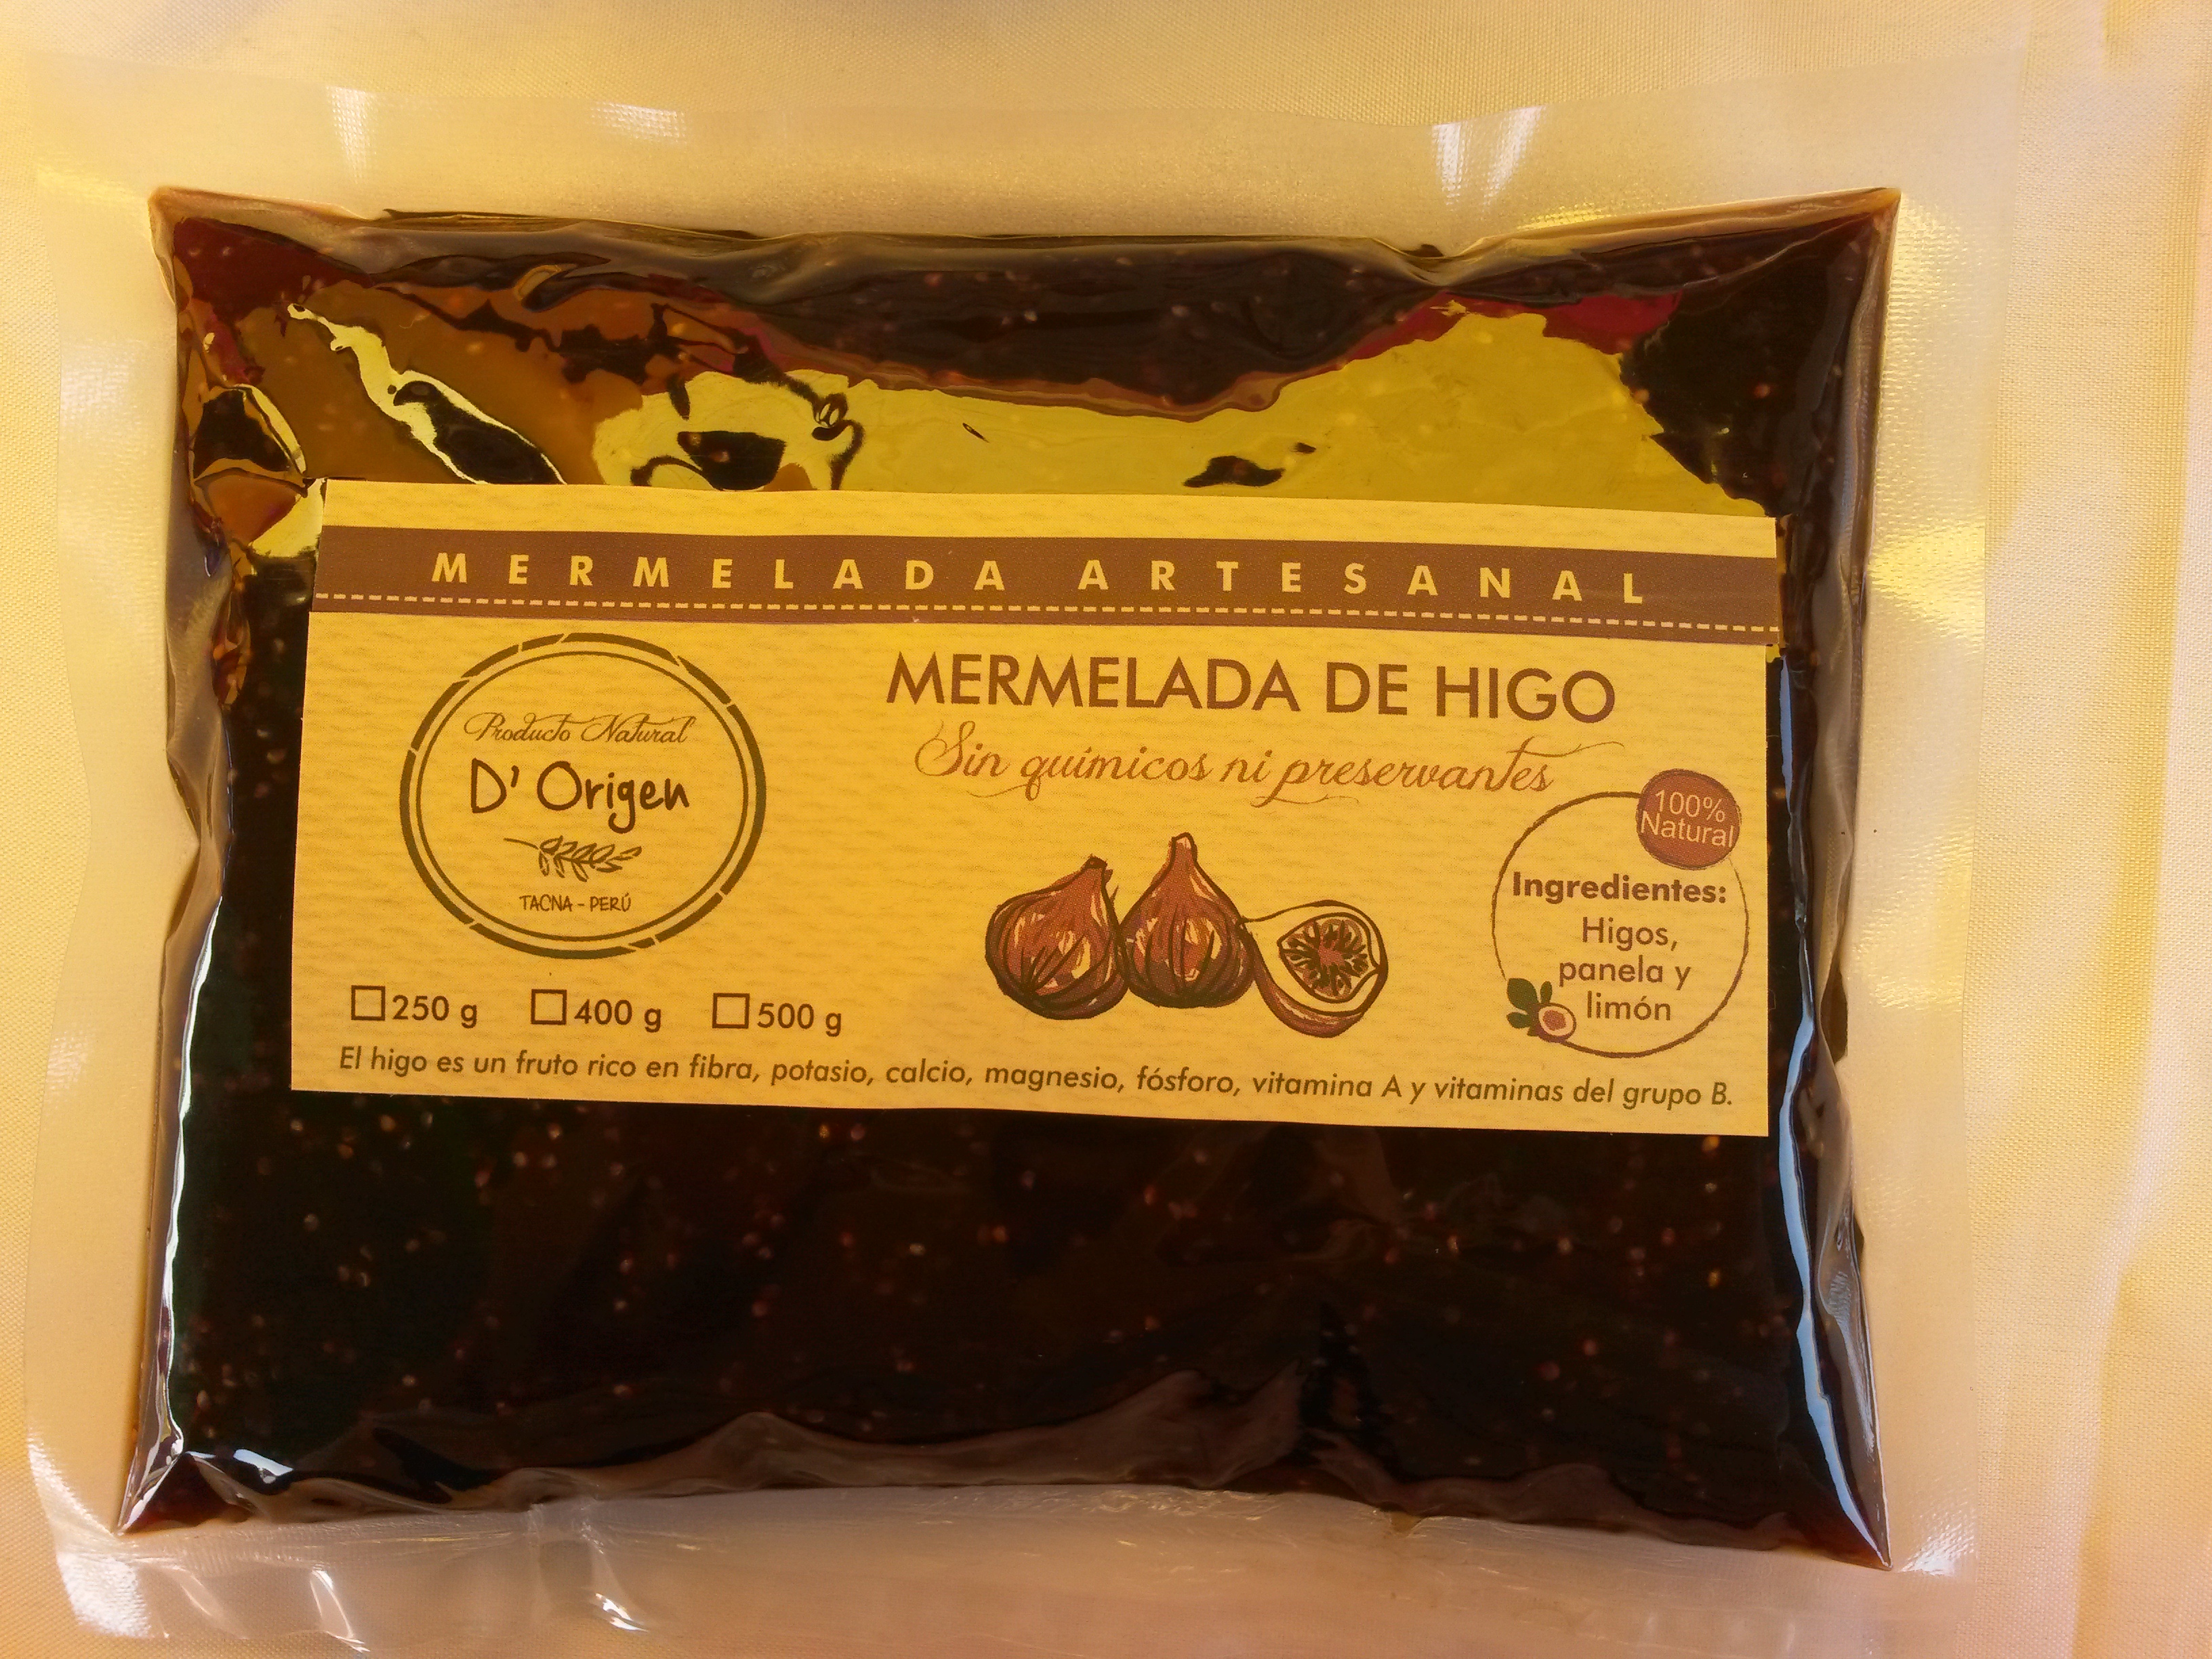 MERMELADA ARTESANAL
Producto Natural
D' Origen
TACNA - PERÚ
MERMELADA DE HIGO
Sin químicos ni preservantes
100%
Natural
Ingredientes:
Higos,
panela y
limón
250 g 400 g 500 g
El higo es un fruto rico en fibra, potasio, calcio, magnesio, fósforo, vitamina A y vitaminas del grupo B.